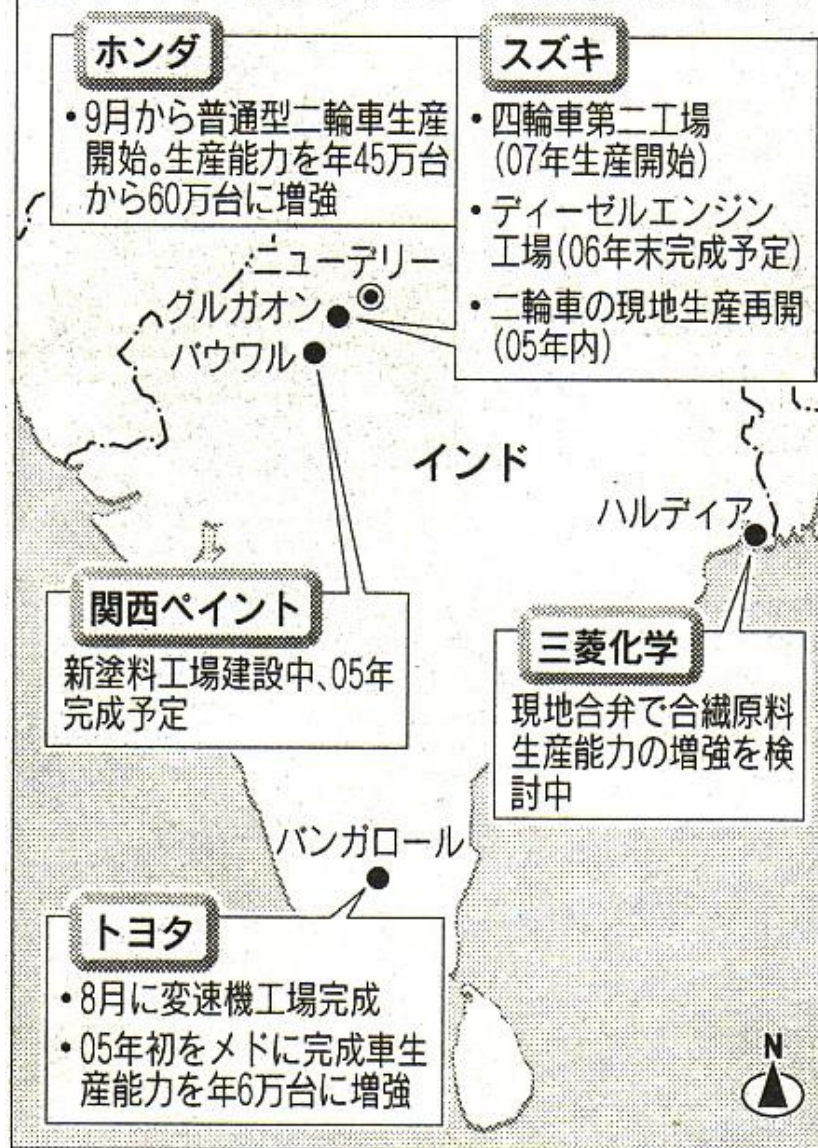 ホンダ
・9月から普通型二輪車生産
開始。生産能力を年45万台
から60万台に増強
スズキ
・四輪車第二工場
(07年生産開始)
・ディーゼルエンジン
工場(06年末完成予定)
・二輪車の現地生産再開
(05年内)
ニューデリー
グルガオン
バウワル
インド
ハルディア
関西ペイント
新塗料工場建設中、05年
完成予定
三菱化学
現地合弁で合繊原料
生産能力の増強を検
討中
バンガロール
トヨタ
・8月に変速機工場完成
・05年初をメドに完成車生
産能力を年6万台に増強
N